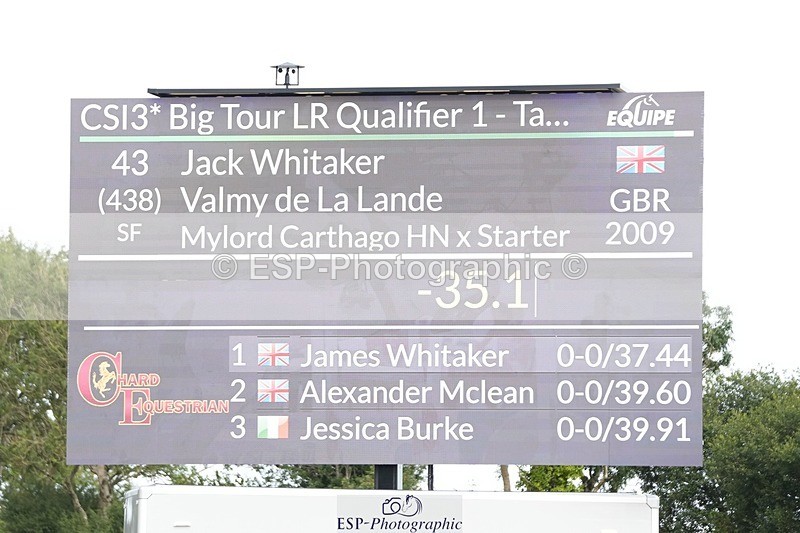 CSI3* Big Tour LR Qualifier 1 - Ta...
EQUIPE
43 Jack Whitaker
(438) Valmy de La Lande GBR
SF Mylord Carthago HN x Starter 2009
© ESP-Photographic ©
-35.1
1 James Whitaker 0-0/37.44
2 Alexander Mclean 0-0/39.60
3 Jessica Burke 0-0/39.91
CHARD
EQUESTRIAN
ESP-Photographic